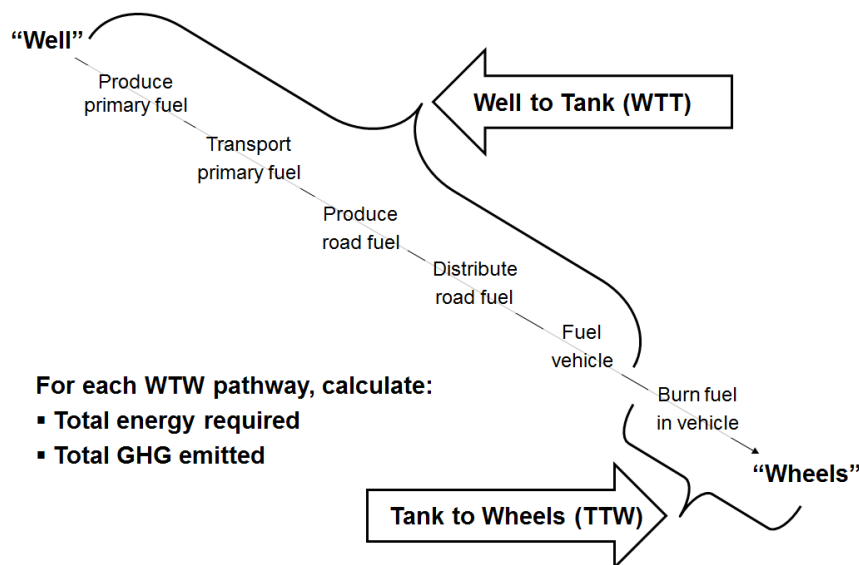 “Well”
Produce
primary fuel
Well to Tank (WTT)
Transport
primary fuel
Produce
road fuel
Distribute
road fuel
Fuel
vehicle
For each WTW pathway, calculate:
▪ Total energy required
▪ Total GHG emitted
Burn fuel
in vehicle
“Wheels”
Tank to Wheels (TTW)